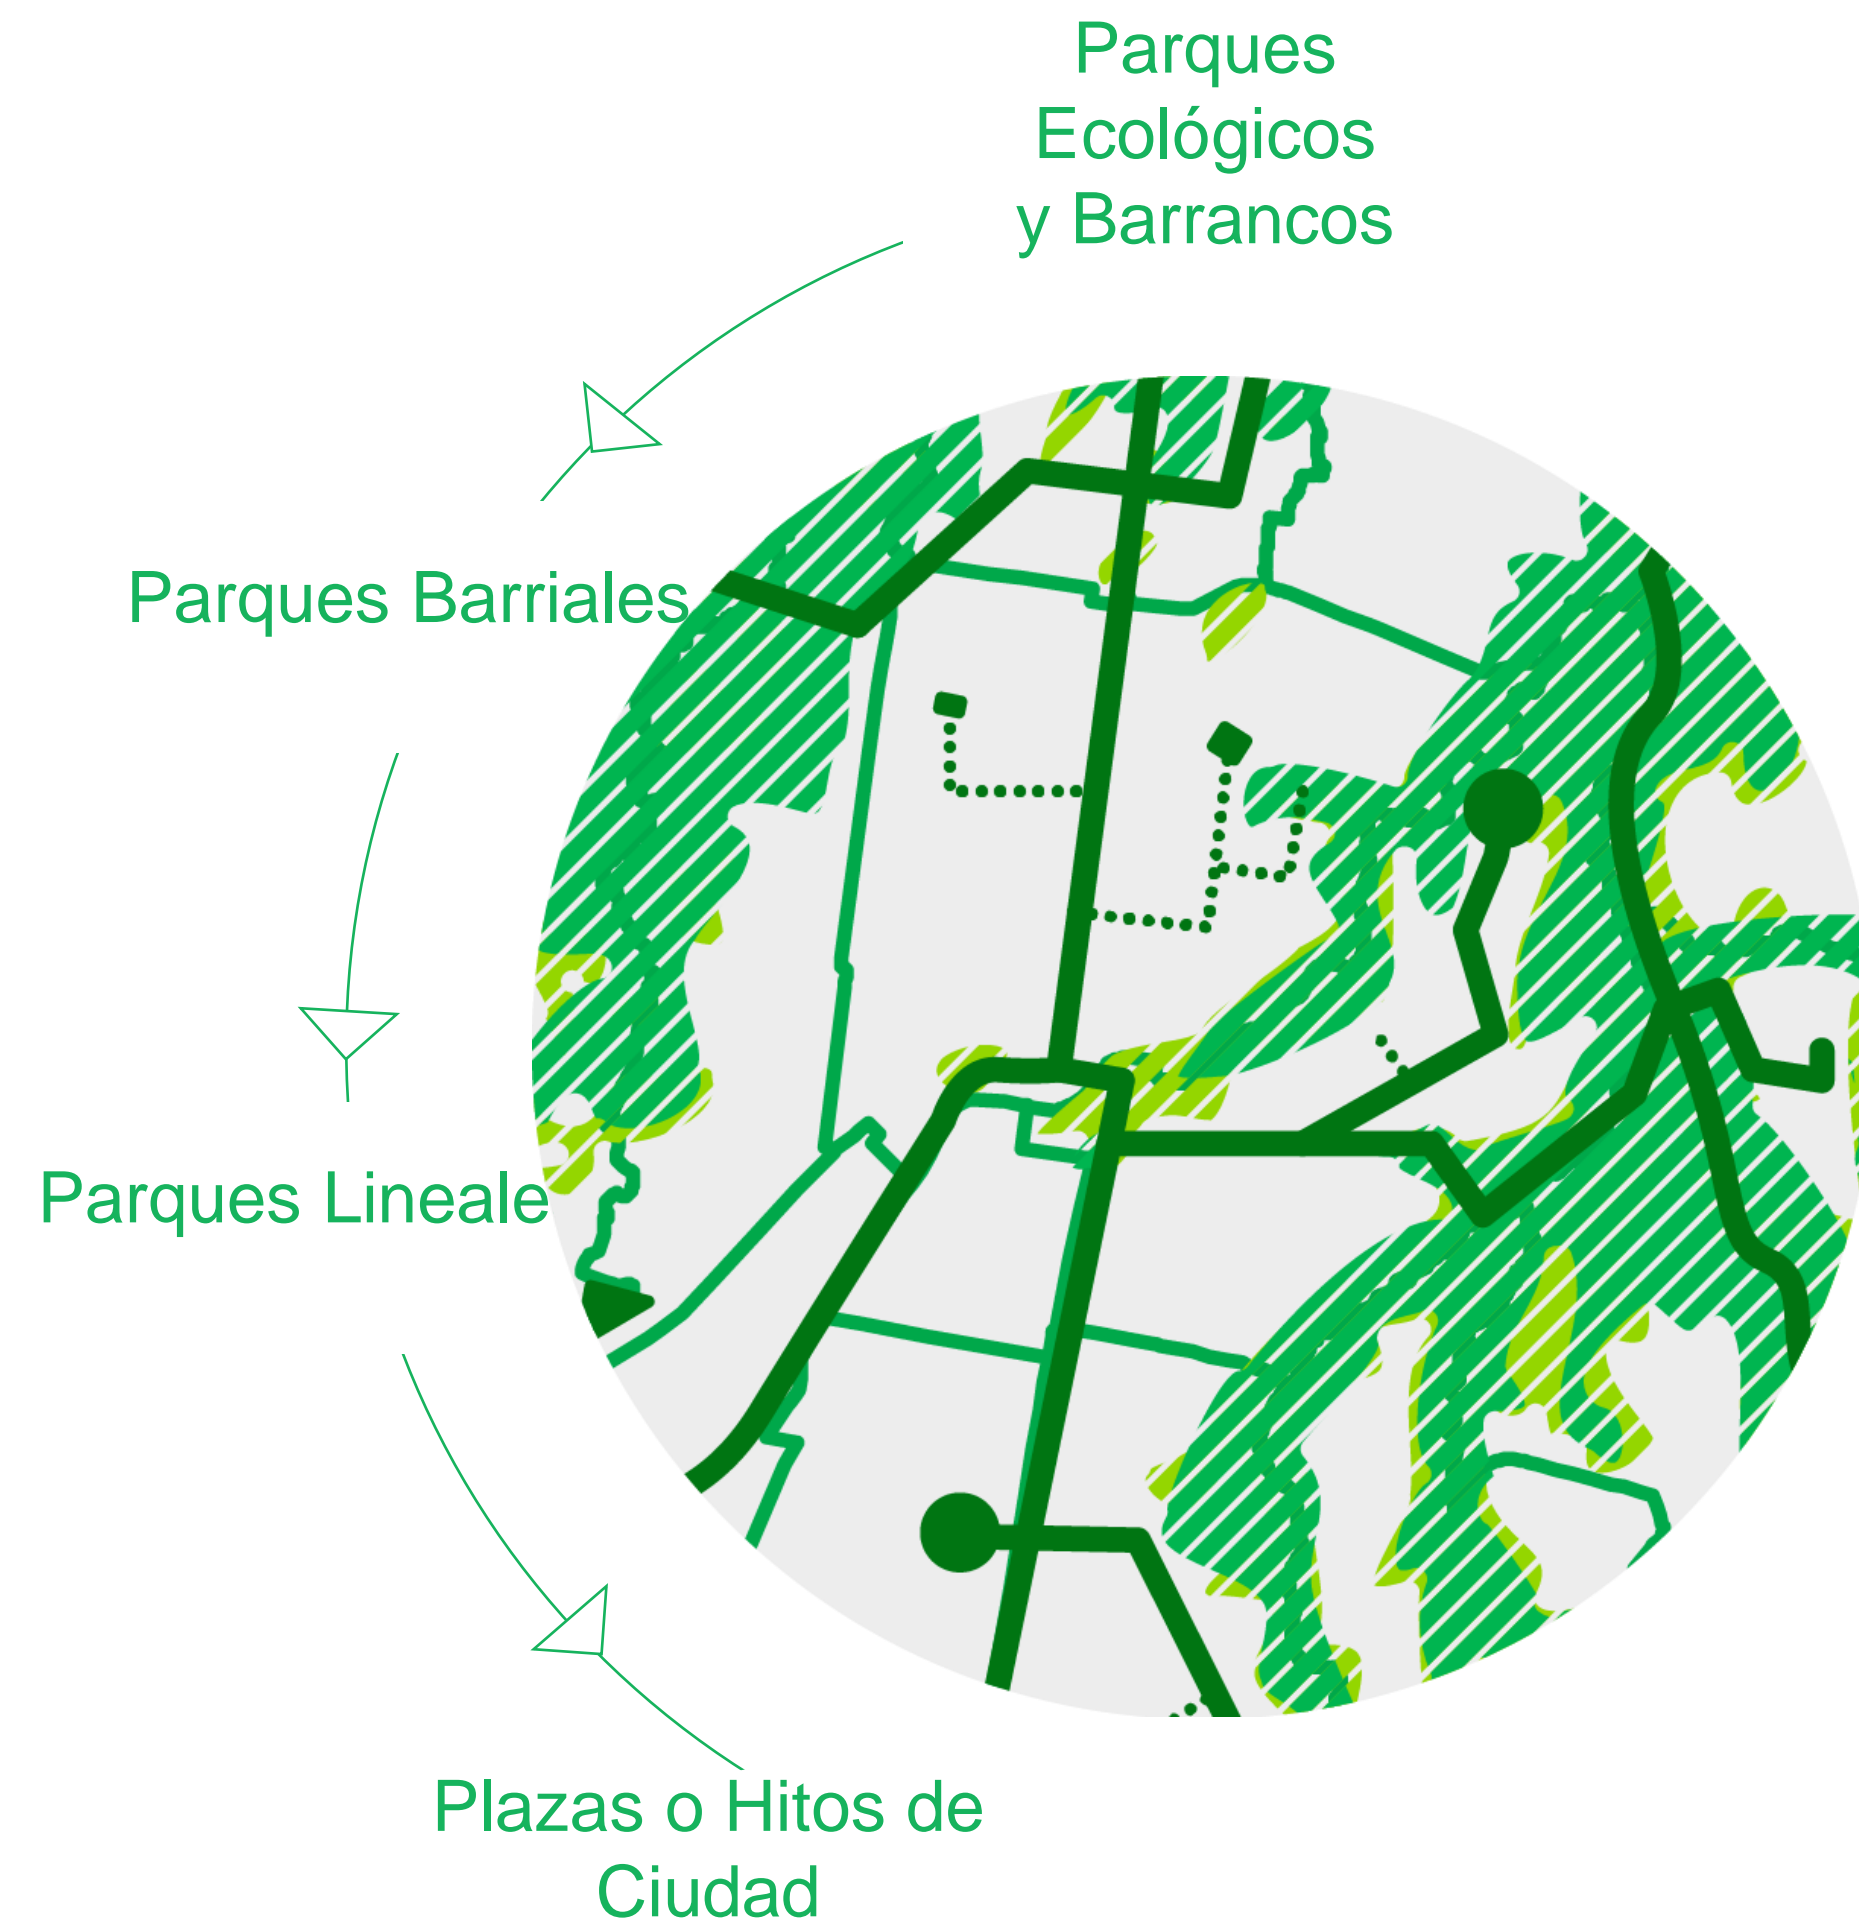 Parques
Ecológicos
y Barrancos
Parques Barriales
Parques Lineale
Plazas o Hitos de
Ciudad